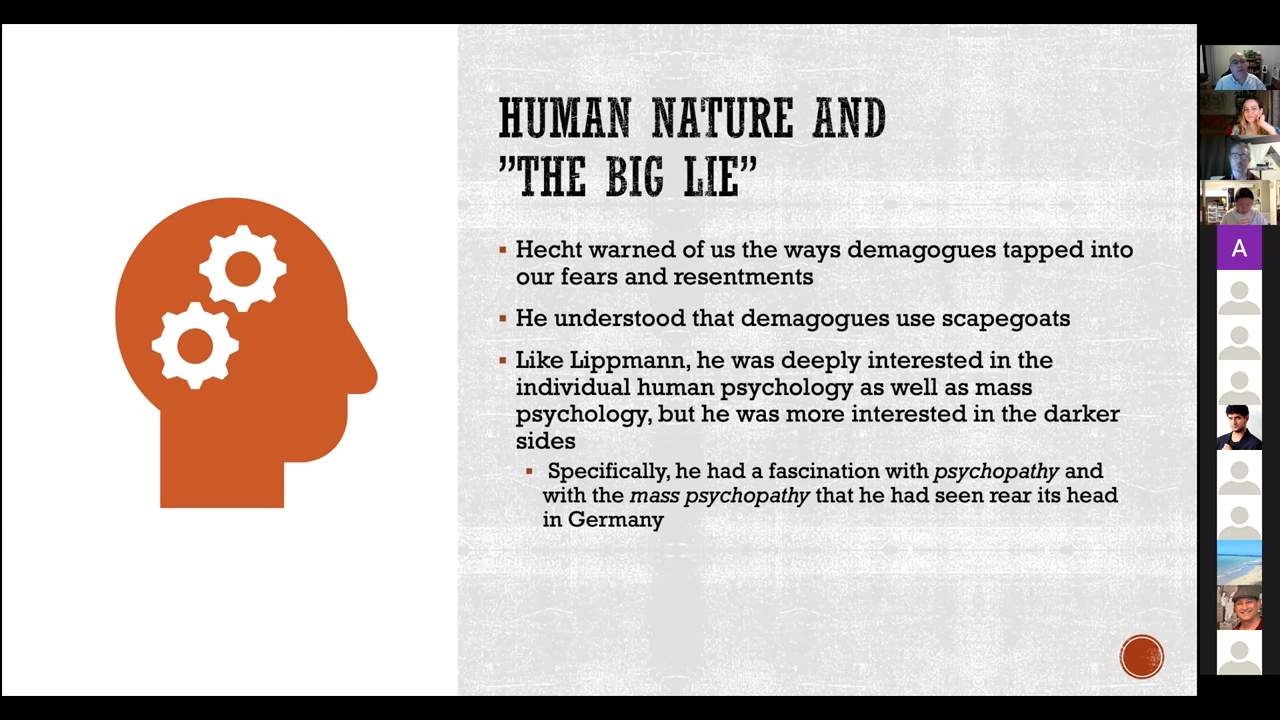 HUMAN NATURE AND
”THE BIG LIE”
▪ Hecht warned of us the ways demagogues tapped into
our fears and resentments
▪ He understood that demagogues use scapegoats
▪ Like Lippmann, he was deeply interested in the
individual human psychology as well as mass
psychology, but he was more interested in the darker
sides
▪ Specifically, he had a fascination with psychopathy and
with the mass psychopathy that he had seen rear its head
in Germany
A